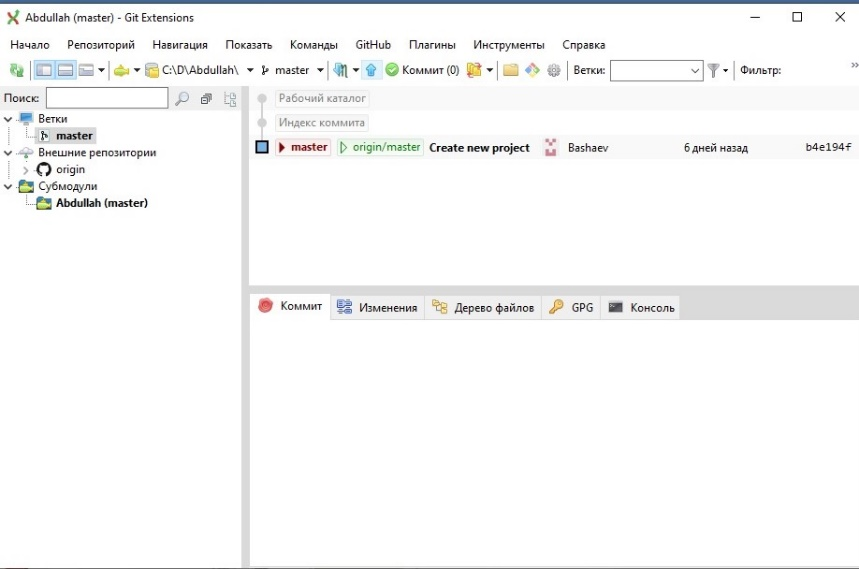 Abdullah (master) - Git Extensions
Начало Репозиторий Навигация Показать Команды GitHub Плагины Инструменты Справка
C:\D\Abdullah\ master Коммит (0) Ветки: Фильтр: »
Поиск:
Ветки
master
Внешние репозитории
origin
Субмодули
Abdullah (master)
Рабочий каталог
Индекс коммита
master origin/master Create new project Bashaev 6 дней назад b4e194f
Коммит Изменения Дерево файлов GPG Консоль